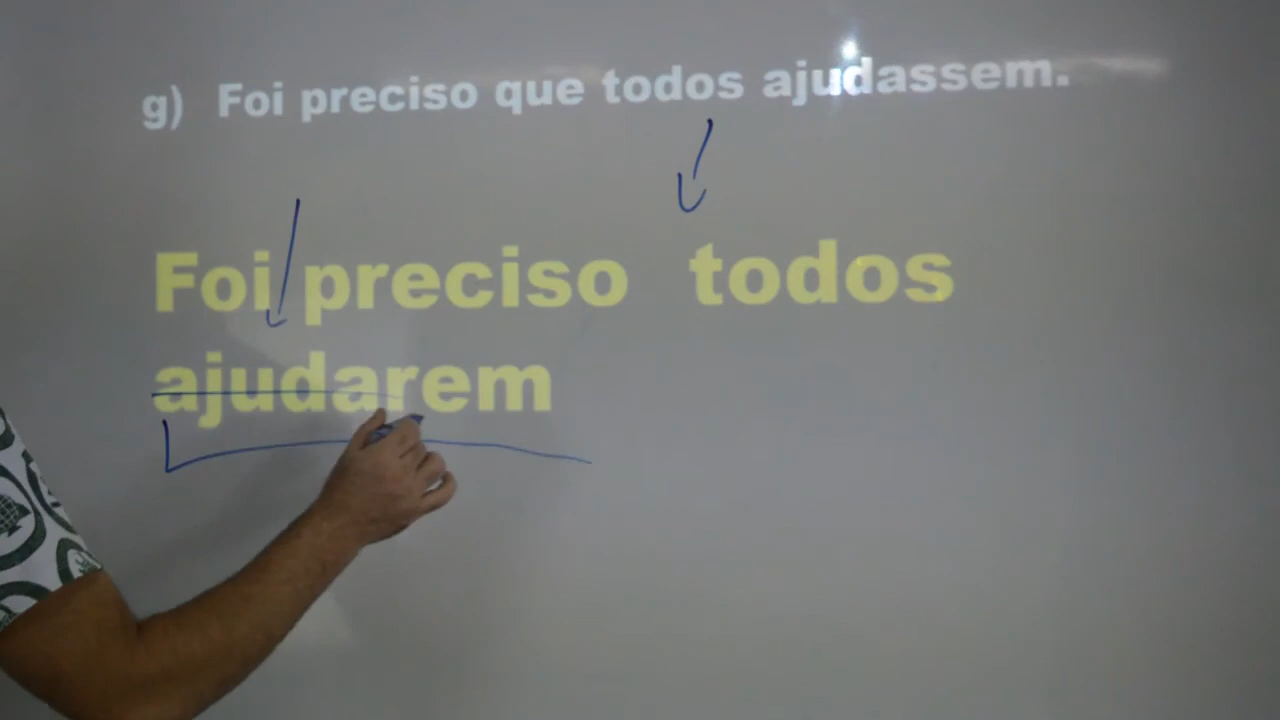 g) Foi preciso que todos ajudassem.
Foi preciso todos
ajudarem